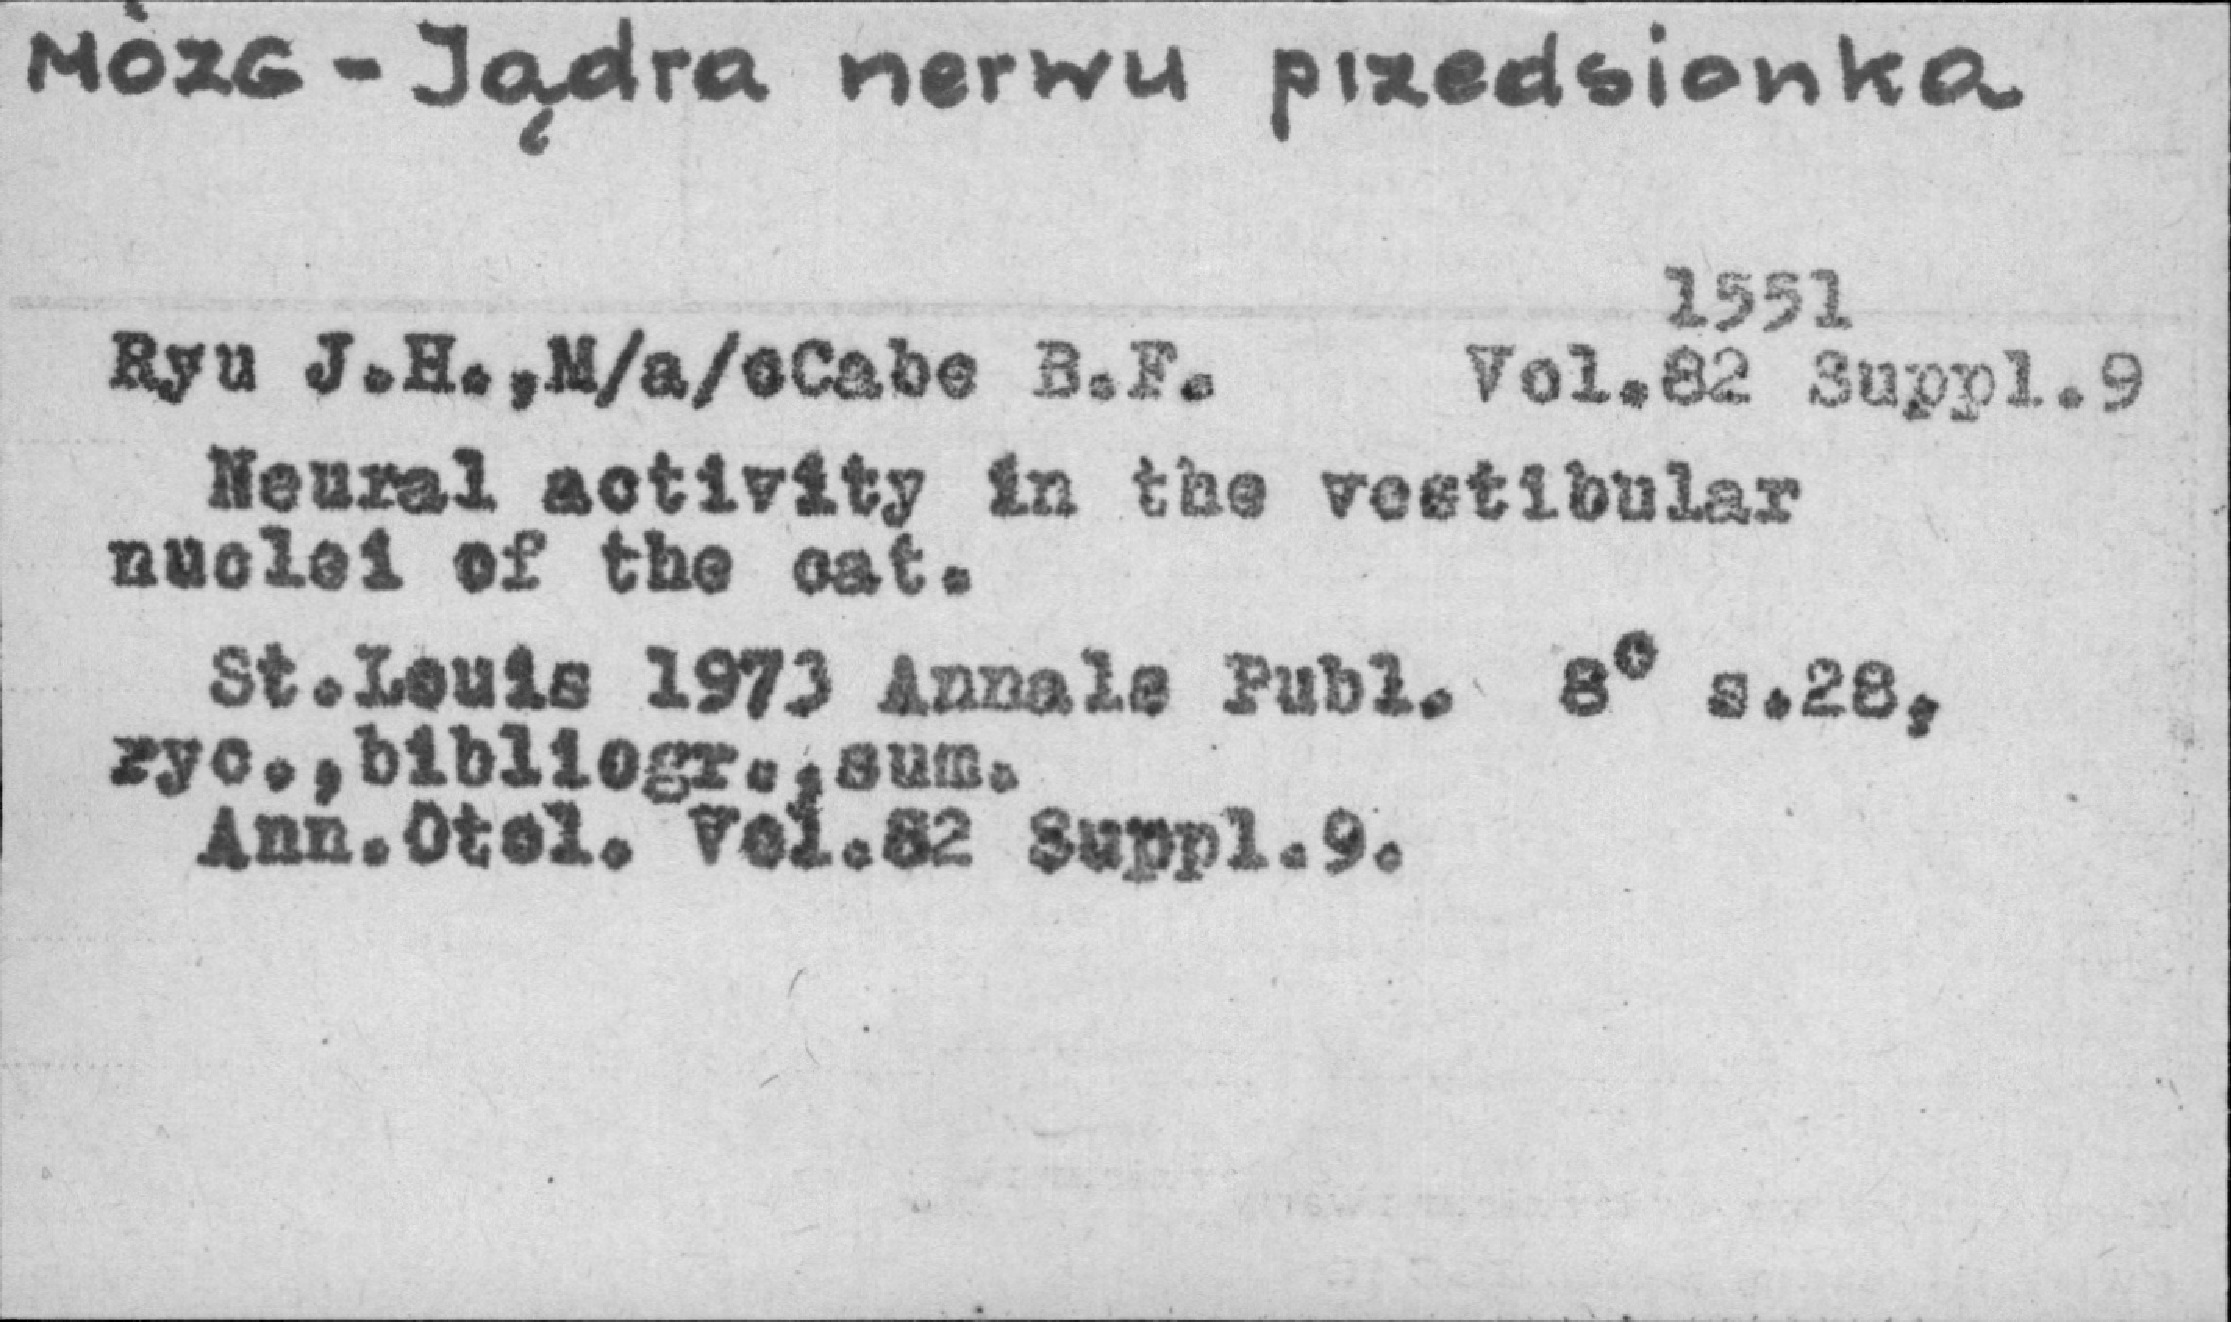 MÓZG - Jądra nerwu przedsionka
1551
Ryu J.H.,M/a/cCabe B.F. Vol.82 Suppl.9
Neural activity in the vestibular
nuclei of the cat.
St.Louis 1973 Annals Publ. 8° s.28,
ryc.,bibliogr.,sum.
Ann.Otol. Vol.82 Suppl.9.